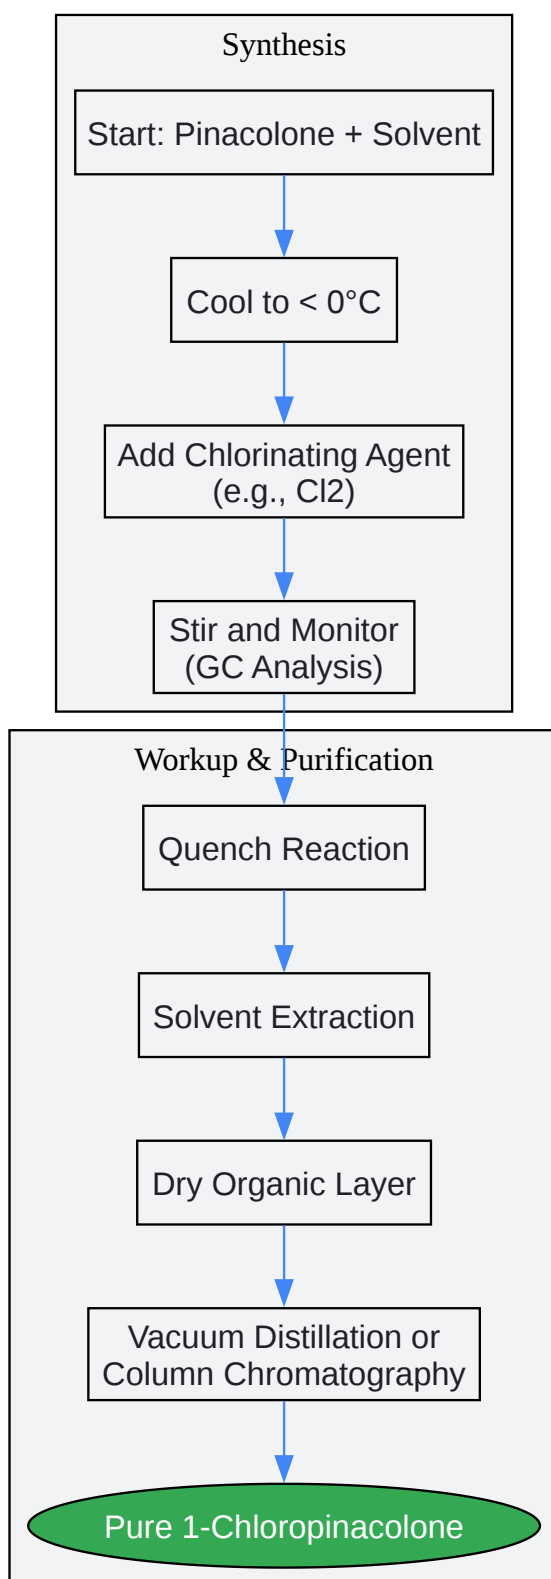 Synthesis
Start: Pinacolone + Solvent
Cool to < 0°C
Add Chlorinating Agent
(e.g., Cl2)
Stir and Monitor
(GC Analysis)
Workup & Purification
Quench Reaction
Solvent Extraction
Dry Organic Layer
Vacuum Distillation or
Column Chromatography
Pure 1-Chloropinacolone